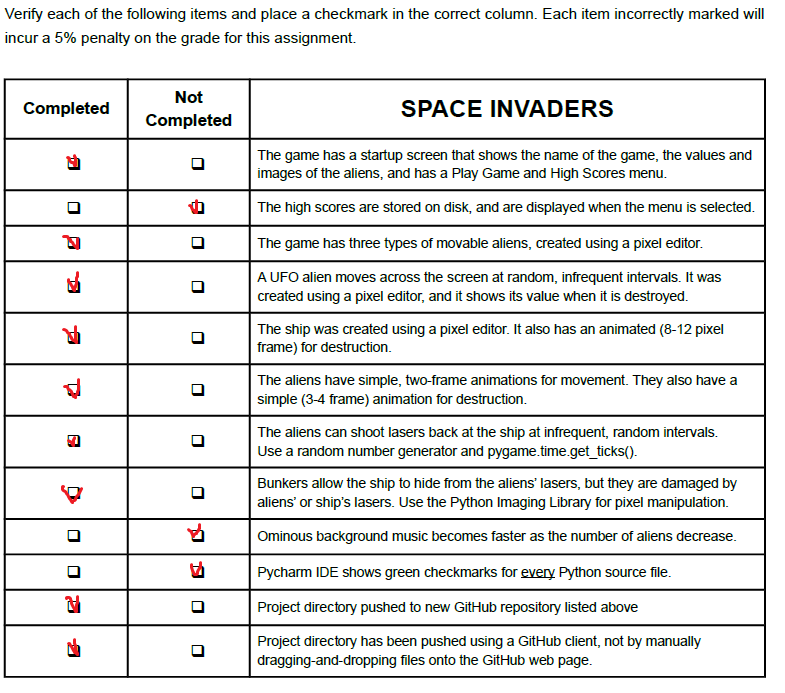 Verify each of the following items and place a checkmark in the correct column. Each item incorrectly marked will
incur a 5% penalty on the grade for this assignment.
Completed
Not
Completed
SPACE INVADERS
The game has a startup screen that shows the name of the game, the values and
images of the aliens, and has a Play Game and High Scores menu.
The high scores are stored on disk, and are displayed when the menu is selected.
The game has three types of movable aliens, created using a pixel editor.
A UFO alien moves across the screen at random, infrequent intervals. It was
created using a pixel editor, and it shows its value when it is destroyed.
The ship was created using a pixel editor. It also has an animated (8-12 pixel
frame) for destruction.
The aliens have simple, two-frame animations for movement. They also have a
simple (3-4 frame) animation for destruction.
The aliens can shoot lasers back at the ship at infrequent, random intervals.
Use a random number generator and pygame.time.get_ticks().
Bunkers allow the ship to hide from the aliens' lasers, but they are damaged by
aliens' or ship's lasers. Use the Python Imaging Library for pixel manipulation.
Ominous background music becomes faster as the number of aliens decrease.
Pycharm IDE shows green checkmarks for every Python source file.
Project directory pushed to new GitHub repository listed above
Project directory has been pushed using a GitHub client, not by manually
dragging-and-dropping files onto the GitHub web page.